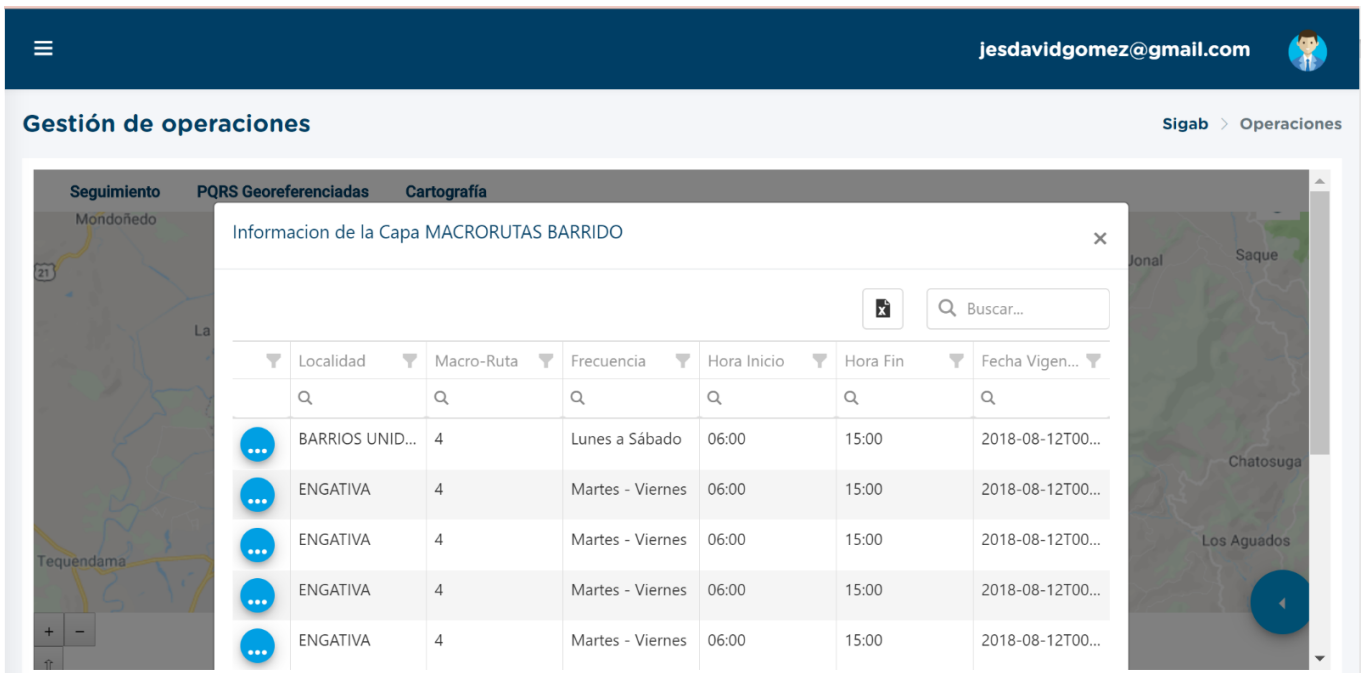 jesdavidgomez@gmail.com
Gestión de operaciones
Sigab > Operaciones
Seguimiento PQRS Georeferenciadas Cartografía
Mondoñedo
Informacion de la Capa MACRORUTAS BARRIDO
×
Jonal
Saque
21
La
Buscar...
Localidad Macro-Ruta Frecuencia Hora Inicio Hora Fin Fecha Vigen...
BARRIOS UNID... 4 Lunes a Sábado 06:00 15:00 2018-08-12T00...
Chatosuga
ENGATIVA 4 Martes - Viernes 06:00 15:00 2018-08-12T00...
ENGATIVA 4 Martes - Viernes 06:00 15:00 2018-08-12T00...
Los Aguados
Tequendama
ENGATIVA 4 Martes - Viernes 06:00 15:00 2018-08-12T00...
+ −
ENGATIVA 4 Martes - Viernes 06:00 15:00 2018-08-12T00...